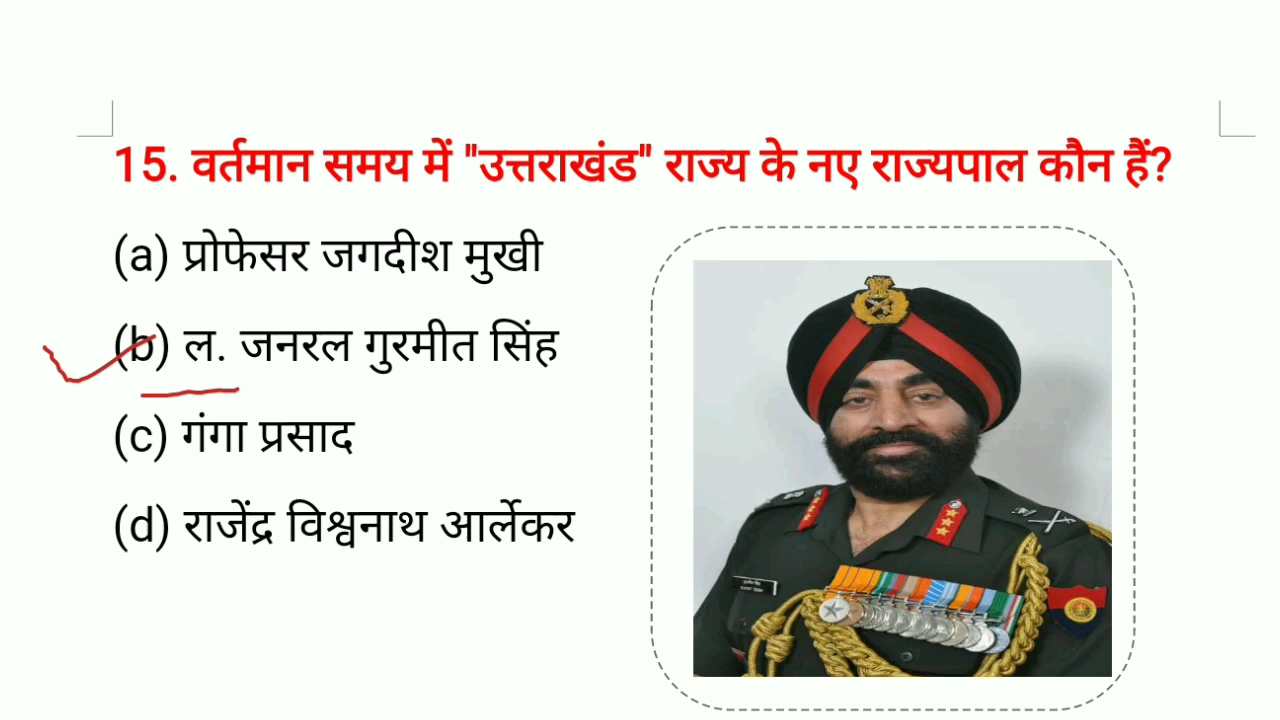 15. वर्तमान समय में "उत्तराखंड" राज्य के नए राज्यपाल कौन हैं?
(a) प्रोफेसर जगदीश मुखी
(b) ल. जनरल गुरमीत सिंह
(c) गंगा प्रसाद
(d) राजेंद्र विश्वनाथ आर्लेकर